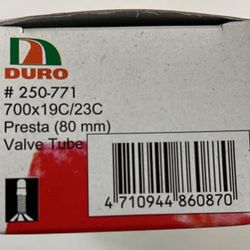 DURO
# 250-771
700x19C/23C
Presta (80 mm)
Valve Tube
4 710944 860870